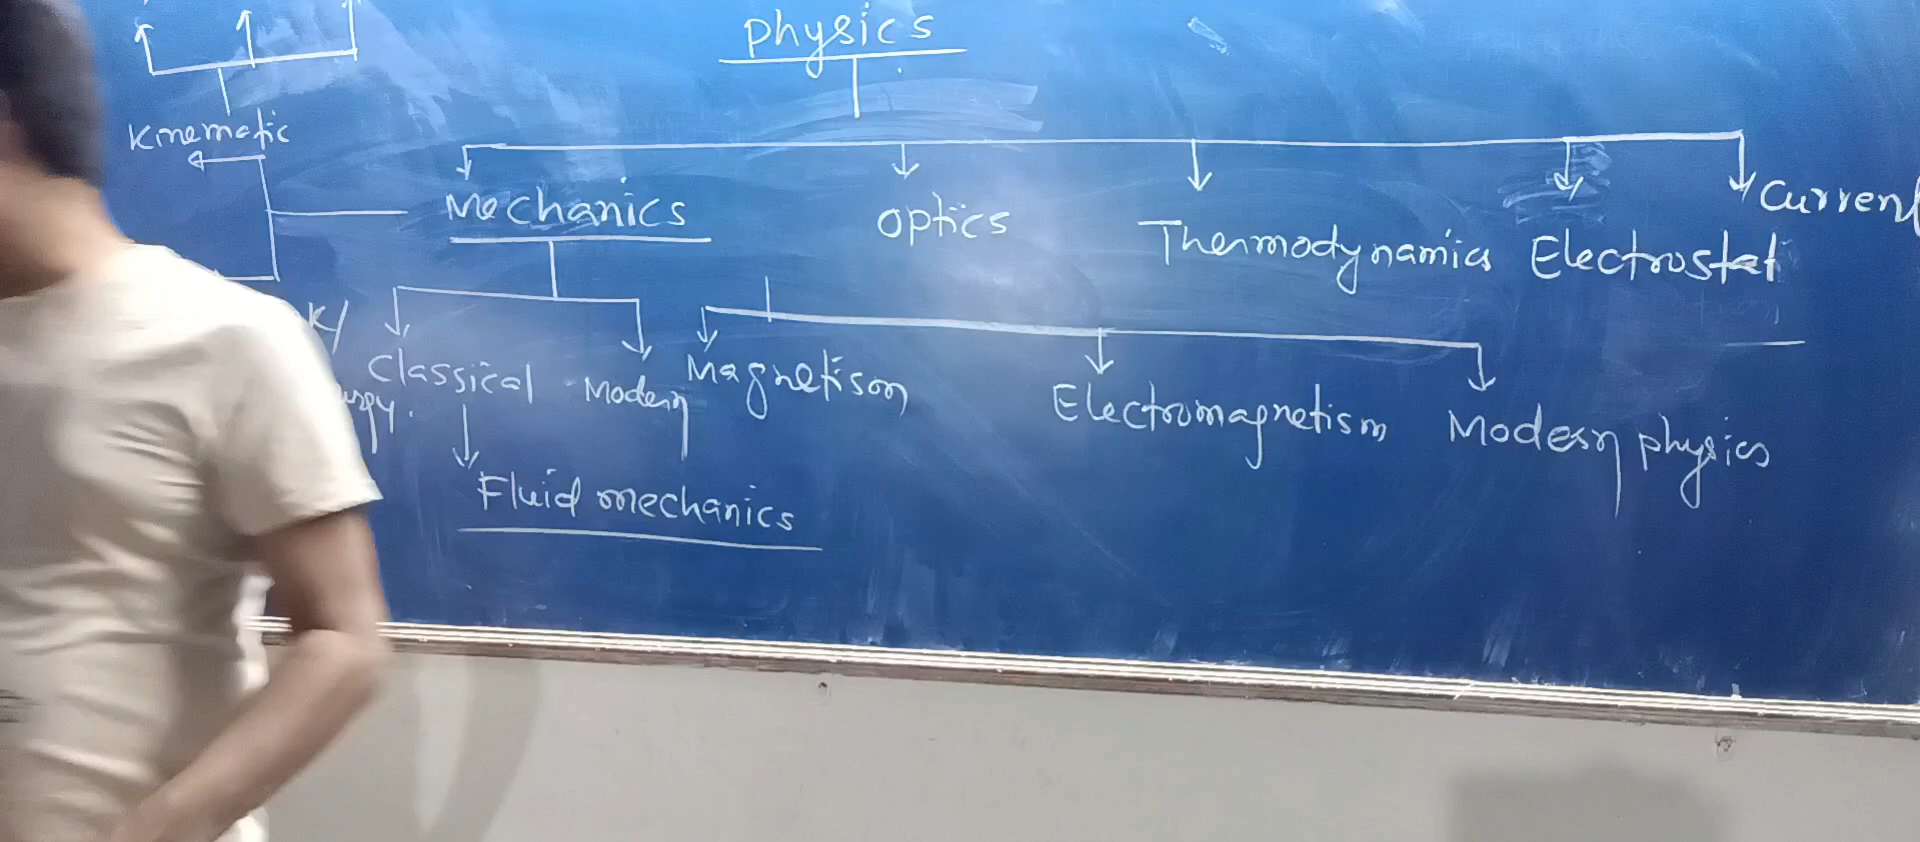 Physics
Kinematic
Mechanics
Optics
Thermodynamics
Electrostat
Current
K/
Classical
Modern
Magnetism
Electromagnetism
Modern physics
Fluid mechanics